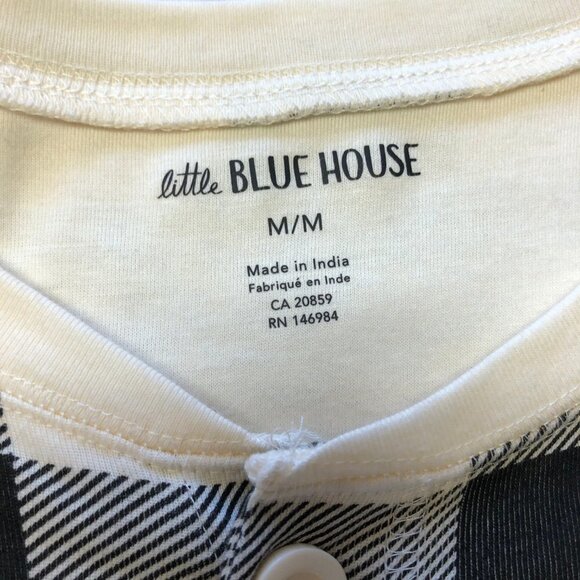 little BLUE HOUSE
M/M
Made in India
Fabriqué en Inde
CA 20859
RN 146984